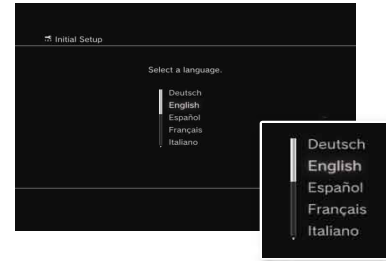 Initial Setup
Select a language.
Deutsch
English
Español
Français
Italiano
Deutsch
English
Español
Français
Italiano